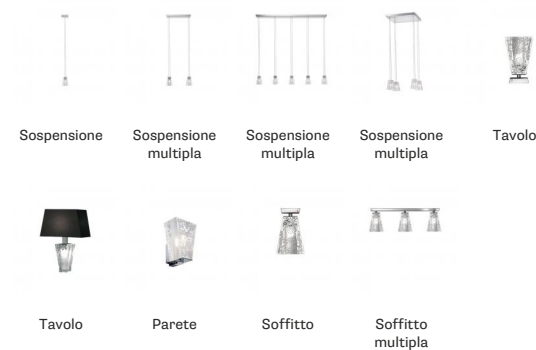 Sospensione
Sospensione
multipla
Sospensione
multipla
Sospensione
multipla
Tavolo
Tavolo
Parete
Soffitto
Soffitto
multipla